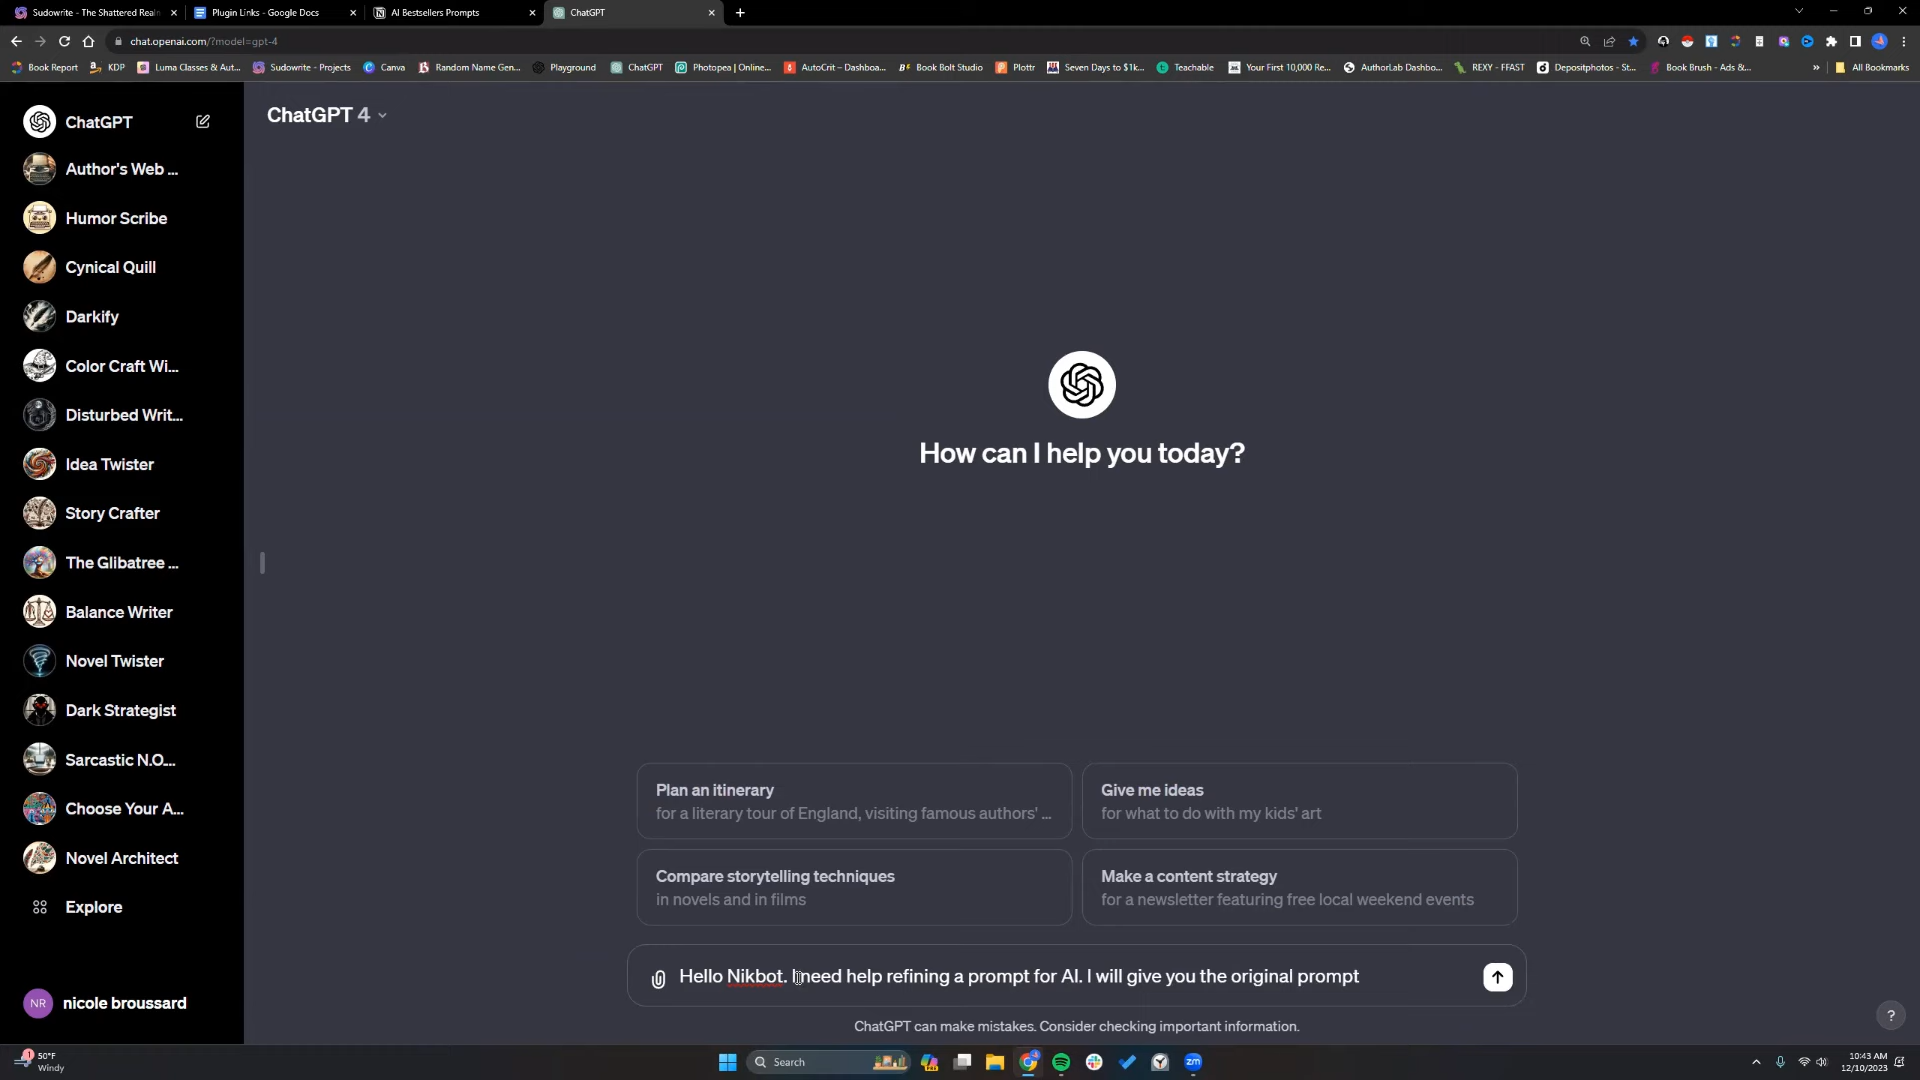 Sudowrite - The Shattered Real
Plugin Links - Google Docs
AI Bestsellers Prompts
ChatGPT
chat.openai.com/?model=gpt-4
Book Report
KDP
Luma Classes & Aut...
Sudowrite - Projects
Canva
Random Name Gen...
Playground
ChatGPT
Photopea | Online...
AutoCrit – Dashboa...
Book Bolt Studio
Plottr
Seven Days to $1k...
Teachable
Your First 10,000 Re...
AuthorLab Dashbo...
REXY - FFAST
Depositphotos - St...
Book Brush - Ads &...
»
All Bookmarks
ChatGPT
Author's Web ...
Humor Scribe
Cynical Quill
Darkify
Color Craft Wi...
Disturbed Writ...
Idea Twister
Story Crafter
The Glibatree ...
Balance Writer
Novel Twister
Dark Strategist
Sarcastic N.O....
Choose Your A...
Novel Architect
Explore
NR
nicole broussard
ChatGPT 4
How can I help you today?
Plan an itinerary
for a literary tour of England, visiting famous authors' ...
Give me ideas
for what to do with my kids' art
Compare storytelling techniques
in novels and in films
Make a content strategy
for a newsletter featuring free local weekend events
Hello Nikbot. I need help refining a prompt for AI. I will give you the original prompt
ChatGPT can make mistakes. Consider checking important information.
?
1
50°F
Windy
Search
zm
10:43 AM
12/10/2023